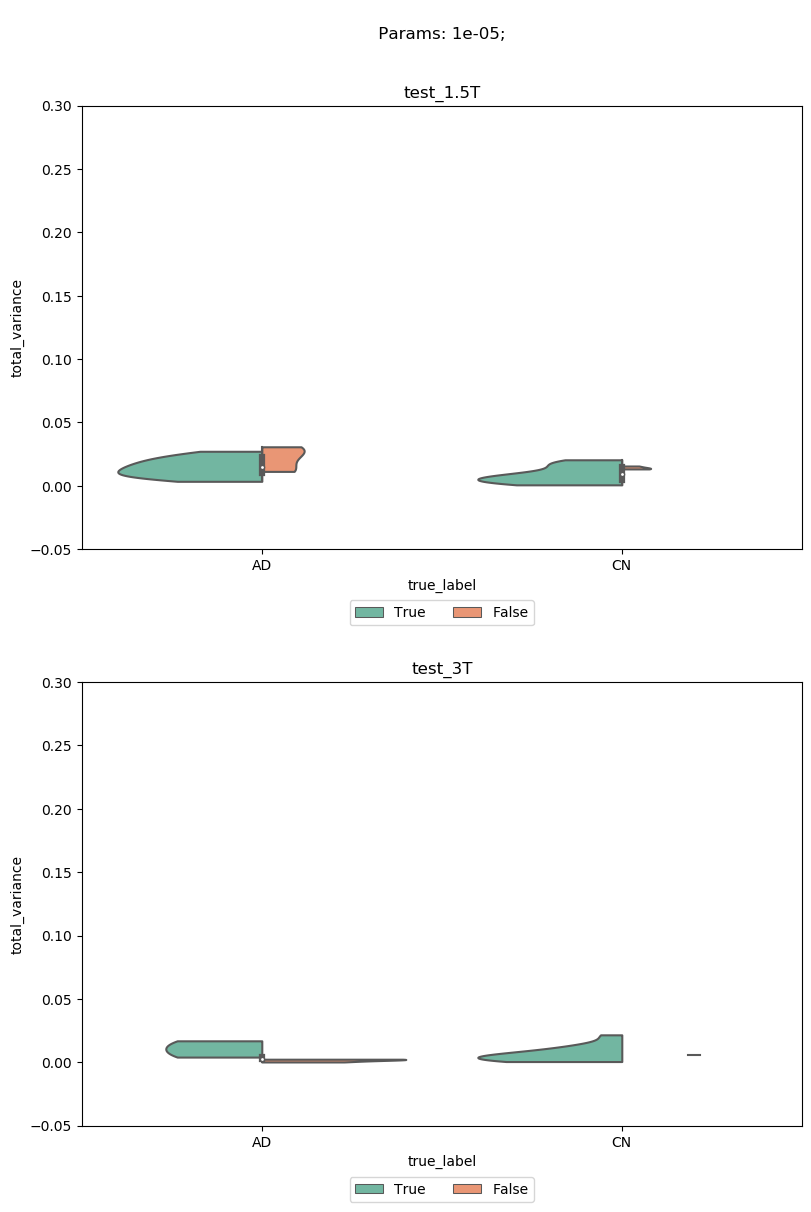 Params: 1e-05;
test_1.5T
0.30
0.25
0.20
0.15
0.10
0.05
0.00
−0.05
total_variance
AD CN
true_label
True False
test_3T
0.30
0.25
0.20
0.15
0.10
0.05
0.00
−0.05
total_variance
AD CN
true_label
True False